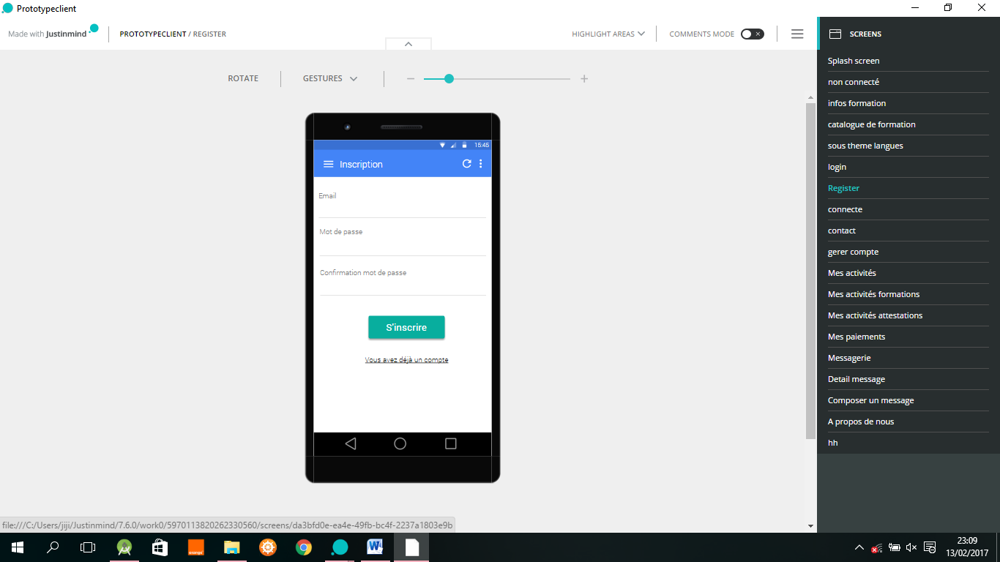 Prototypeclient
Made with Justinmind
PROTOTYPECLIENT / REGISTER
HIGHLIGHT AREAS
COMMENTS MODE
SCREENS
ROTATE
GESTURES
15:45
Inscription
Email
Mot de passe
Confirmation mot de passe
S'inscrire
Vous avez déjà un compte
Splash screen
non connecté
infos formation
catalogue de formation
sous theme langues
login
Register
connecte
contact
gerer compte
Mes activités
Mes activités formations
Mes activités attestations
Mes paiements
Messagerie
Detail message
Composer un message
A propos de nous
hh
file:///C:/Users/jiji/Justinmind/7.6.0/work0/5970113820262330560/screens/da3bfd0e-ea4e-49fb-bc4f-2237a1803e9b
orange
23:09
13/02/2017